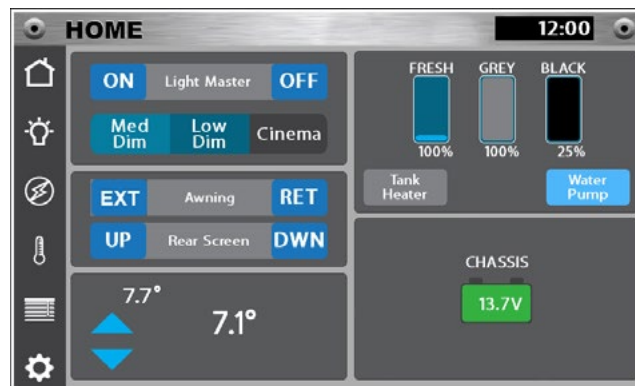 HOME
12:00
ON Light Master OFF
Med Dim
Low Dim
Cinema
EXT Awning RET
UP Rear Screen DWN
7.7°
7.1°
FRESH GREY BLACK
100% 100% 25%
Tank Heater
Water Pump
CHASSIS
13.7V